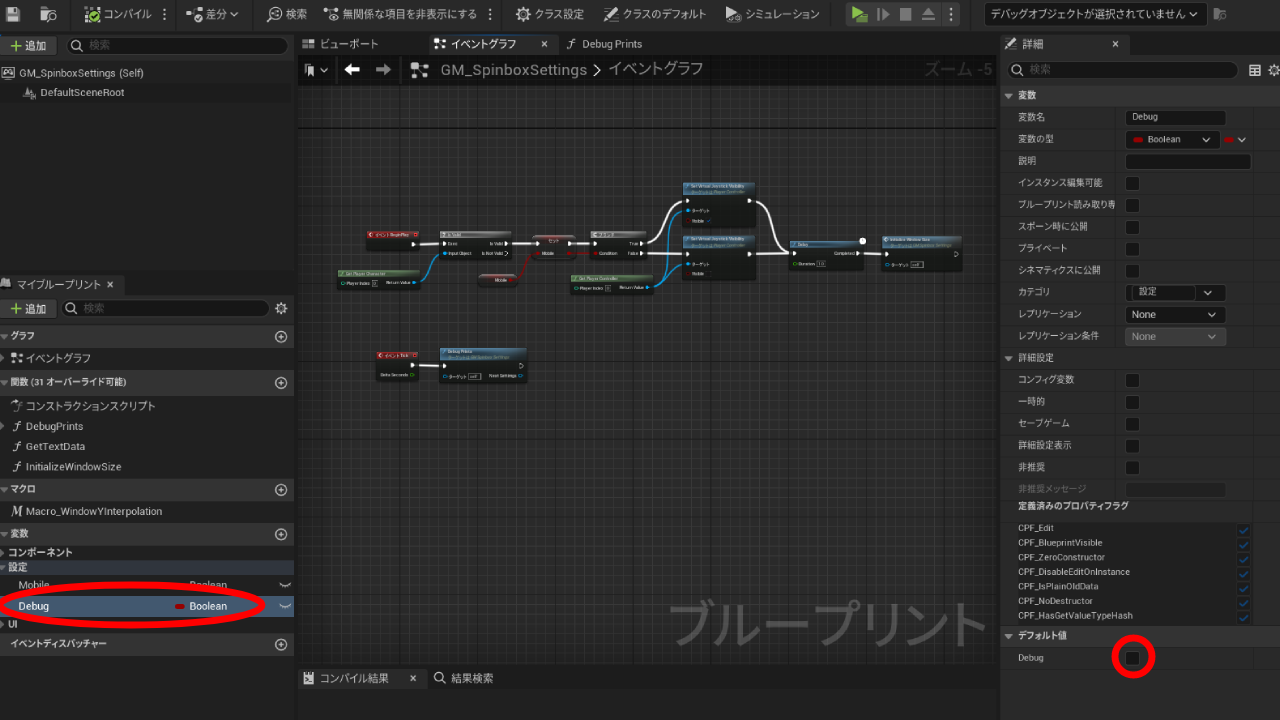 コンパイル
差分
検索
無関係な項目を非表示にする
クラス設定
クラスのデフォルト
シミュレーション
デバッグオブジェクトが選択されていません
追加
検索
GM_SpinboxSettings (Self)
DefaultSceneRoot
マイブループリント
追加
検索
グラフ
イベントグラフ
関数 (31 オーバーライド可能)
コンストラクションスクリプト
DebugPrints
GetTextData
InitializeWindowSize
マクロ
Macro_WindowYInterpolation
変数
コンポーネント
設定
Mobile Boolean
Debug Boolean
UI
イベントディスパッチャー
ビューポート
イベントグラフ
Debug Prints
GM_SpinboxSettings > イベントグラフ
ズーム -5
イベント BeginPlay
Is Valid
Exec Is Valid
Input Object Is Not Valid
Get Player Character
Player Index 0 Return Value
セット
Mobile
Mobile
ブランチ
True
Condition False
Get Player Controller
Player Index 0 Return Value
Set Virtual Joystick Visibility
ターゲット
Visible
Set Virtual Joystick Visibility
ターゲット
Visible
Delay
Completed
Duration 1.0
Initialize Window Size
ターゲット self
イベント Tick
Delta Seconds
Debug Prints
ターゲット self
ブループリント
コンパイル結果
結果検索
詳細
検索
変数
変数名 Debug
変数の型 Boolean
説明
インスタンス編集可能
ブループリント読み取り専
スポーン時に公開
プライベート
シネマティクスに公開
カテゴリ 設定
レプリケーション None
レプリケーション条件 None
詳細設定
コンフィグ変数
一時的
セーブゲーム
詳細設定表示
非推奨
非推奨メッセージ
定義済みのプロパティフラグ
CPF_Edit
CPF_BlueprintVisible
CPF_ZeroConstructor
CPF_DisableEditOnInstance
CPF_IsPlainOldData
CPF_NoDestructor
CPF_HasGetValueTypeHash
デフォルト値
Debug